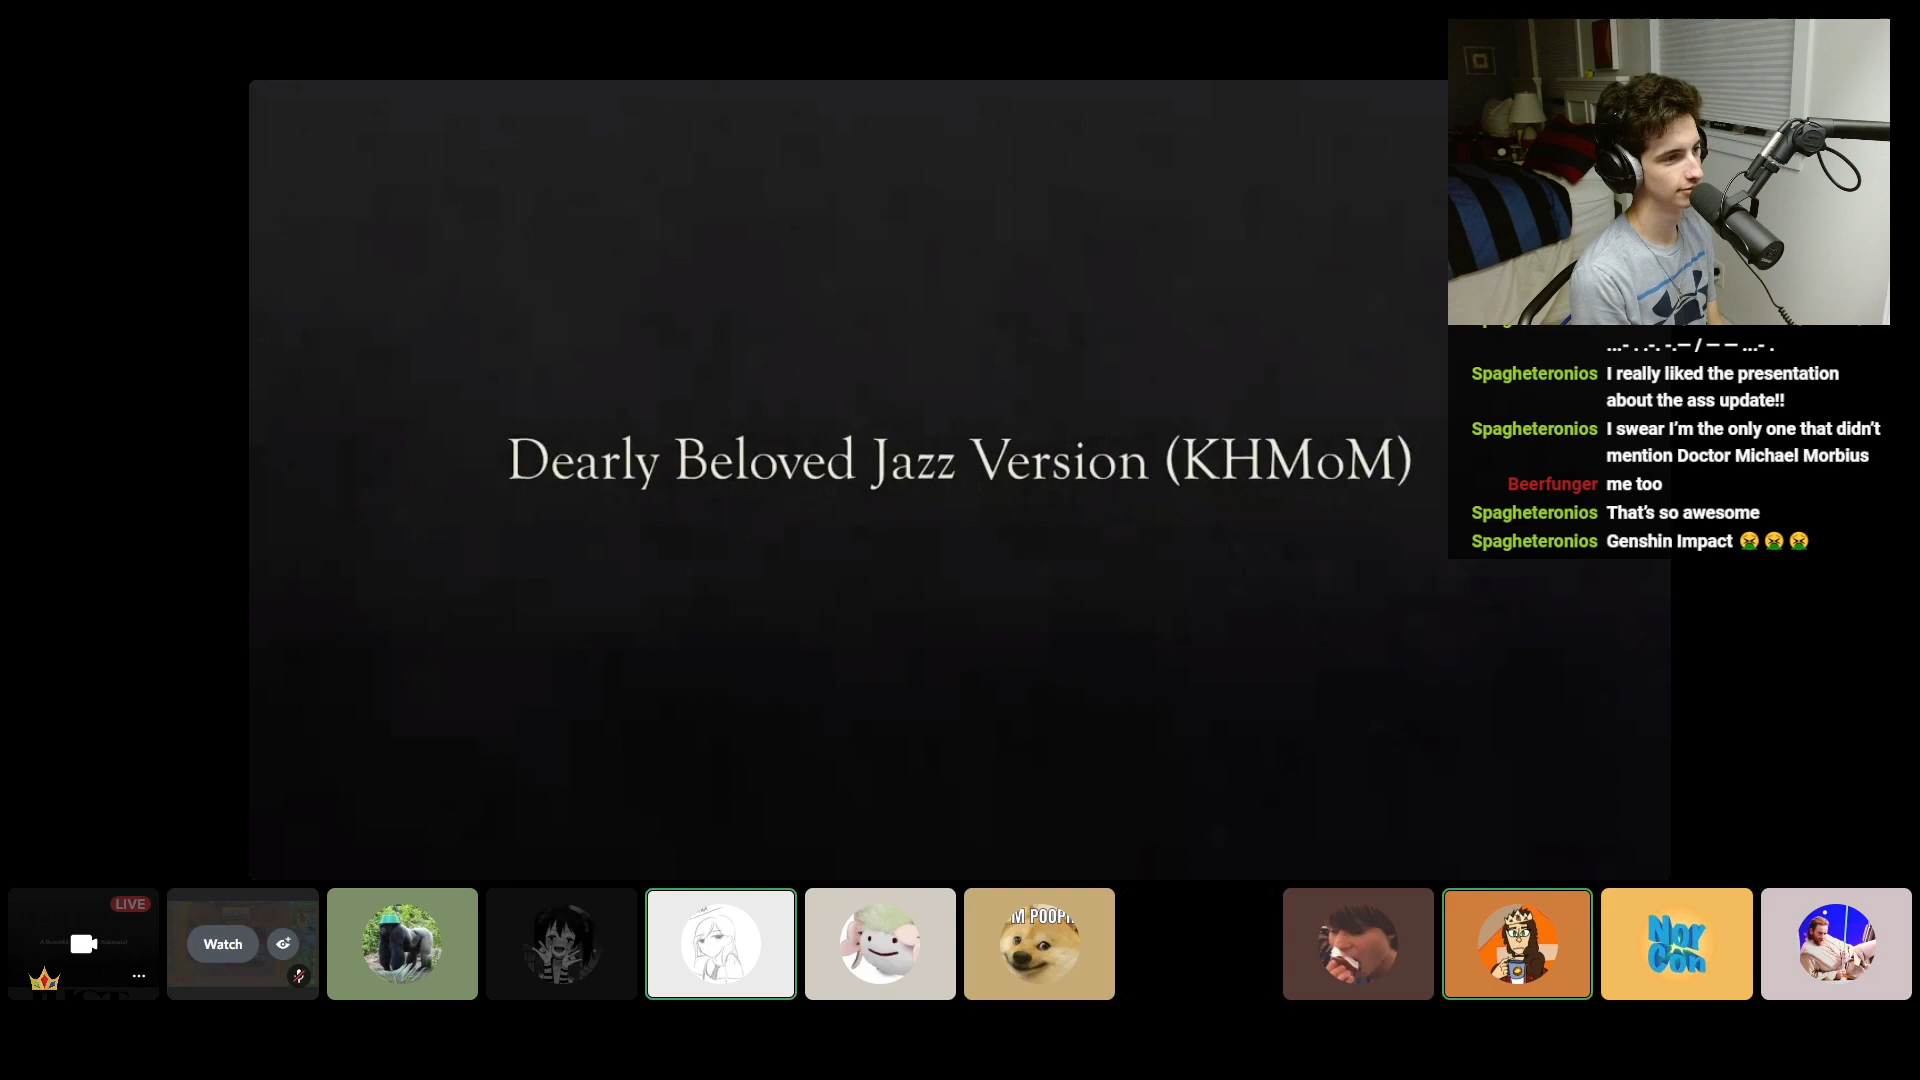 ...- . .-. -.— / — — ...- .
Spagheteronios I really liked the presentation
about the ass update!!
Spagheteronios I swear I'm the only one that didn't
mention Doctor Michael Morbius
Beerfunger me too
Spagheteronios That's so awesome
Spagheteronios Genshin Impact 🤮🤮🤮
Dearly Beloved Jazz Version (KHMoM)
LIVE
Watch
M POOPI
Nor
Con